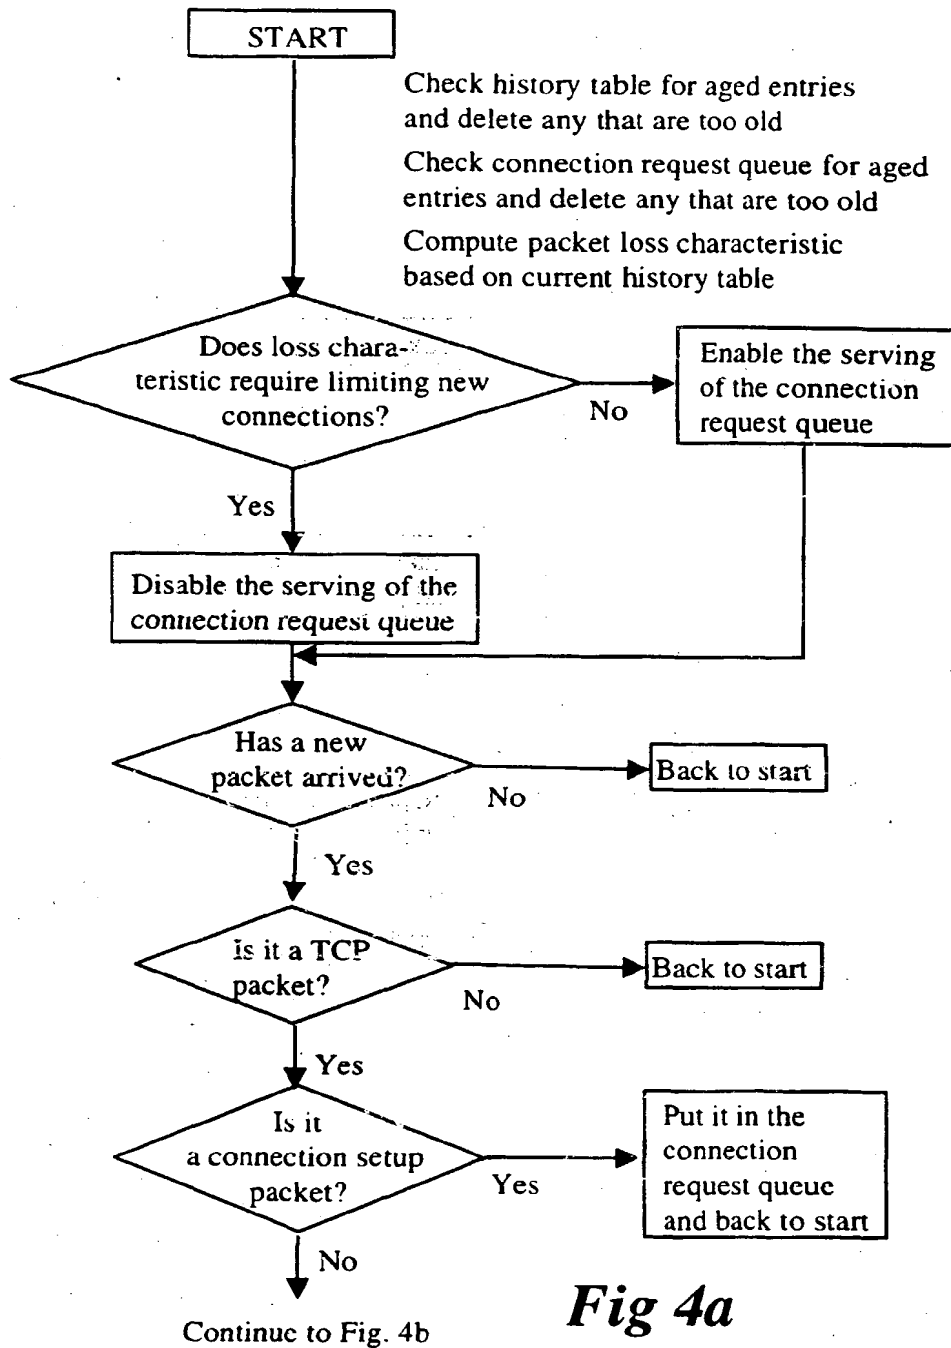 START
Check history table for aged entries
and delete any that are too old
Check connection request queue for aged
entries and delete any that are too old
Compute packet loss characteristic
based on current history table
Does loss chara-
teristic require limiting new
connections?
No
Enable the serving
of the connection
request queue
Yes
Disable the serving of the
connection request queue
Has a new
packet arrived?
No
Back to start
Yes
Is it a TCP
packet?
No
Back to start
Yes
Is it
a connection setup
packet?
Yes
Put it in the
connection
request queue
and back to start
No
Continue to Fig. 4b
Fig 4a